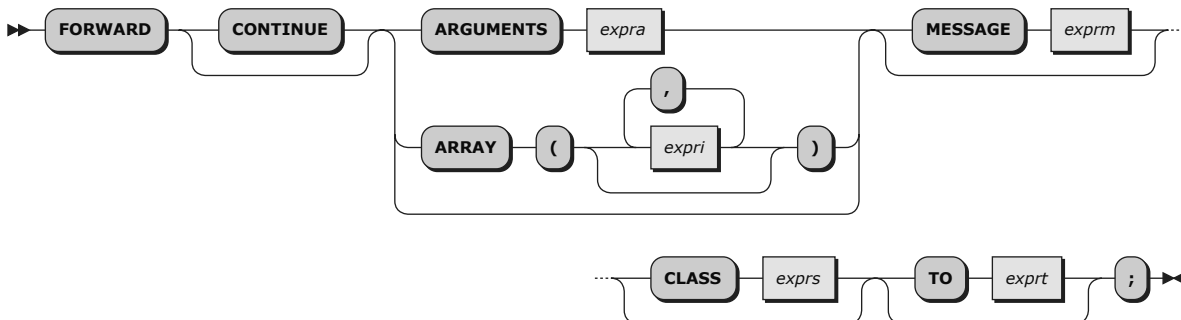 FORWARD CONTINUE ARGUMENTS expra MESSAGE exprm
,
ARRAY ( expri )
CLASS exprs TO exprt ;